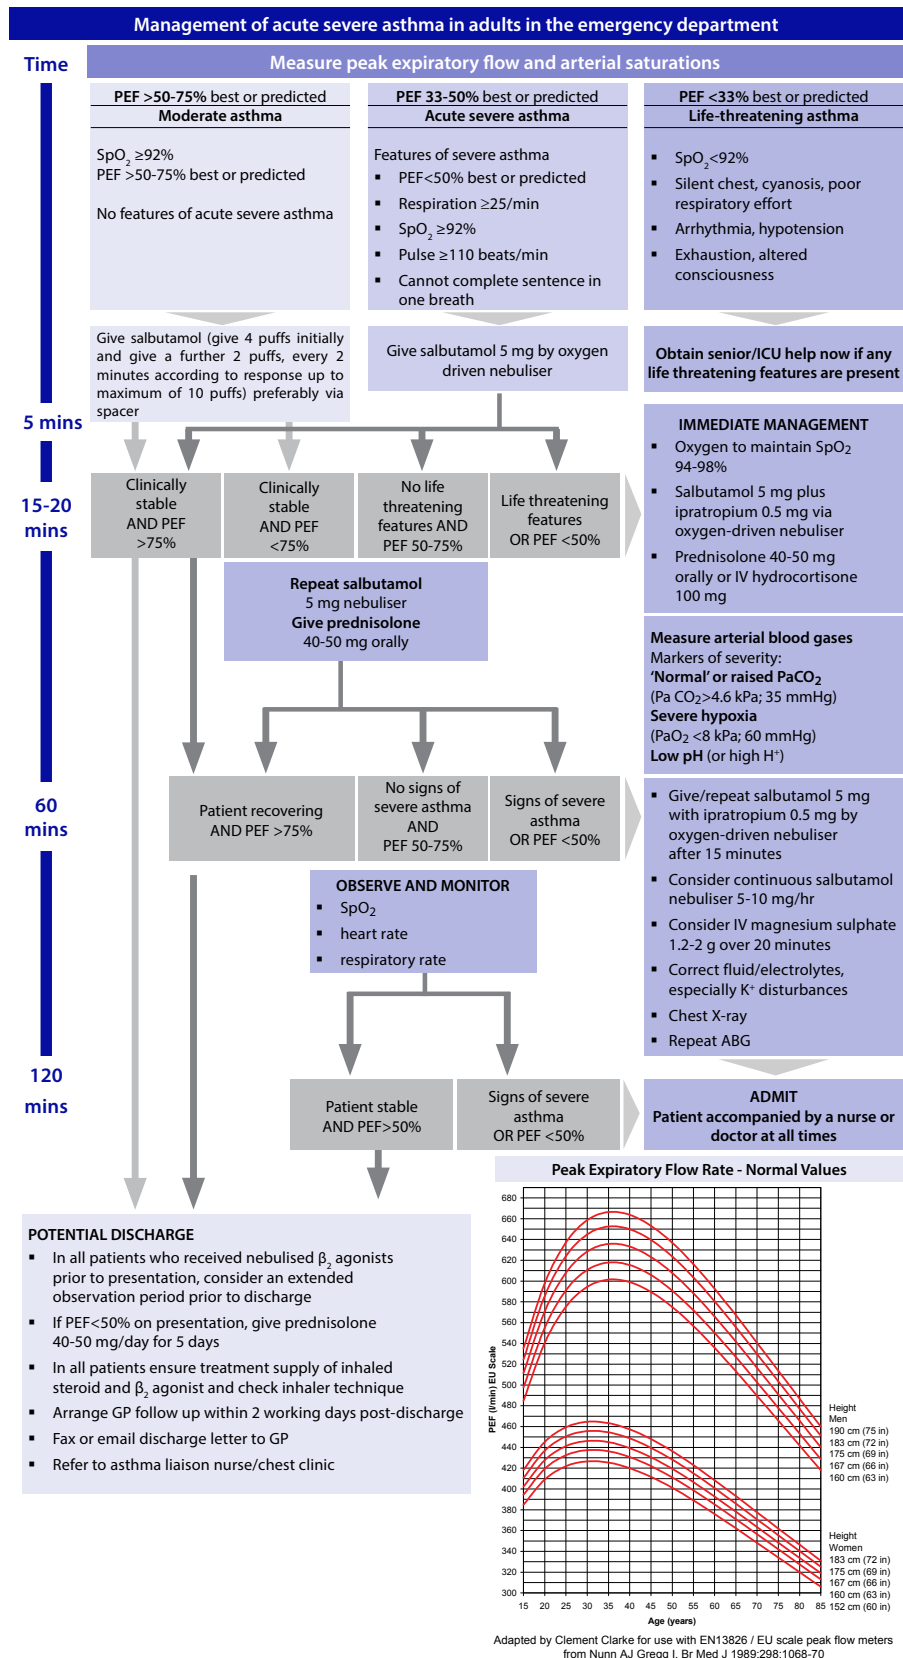 Management of acute severe asthma in adults in the emergency department
Time
Measure peak expiratory flow and arterial saturations
PEF >50-75% best or predicted
Moderate asthma
SpO₂ ≥92%
PEF >50-75% best or predicted
No features of acute severe asthma
PEF 33-50% best or predicted
Acute severe asthma
Features of severe asthma
▪ PEF<50% best or predicted
▪ Respiration ≥25/min
▪ SpO₂ ≥92%
▪ Pulse ≥110 beats/min
▪ Cannot complete sentence in
one breath
PEF <33% best or predicted
Life-threatening asthma
▪ SpO₂<92%
▪ Silent chest, cyanosis, poor
respiratory effort
▪ Arrhythmia, hypotension
▪ Exhaustion, altered
consciousness
Give salbutamol (give 4 puffs initially
and give a further 2 puffs, every 2
minutes according to response up to
maximum of 10 puffs) preferably via
spacer
Give salbutamol 5 mg by oxygen
driven nebuliser
Obtain senior/ICU help now if any
life threatening features are present
5 mins
IMMEDIATE MANAGEMENT
▪ Oxygen to maintain SpO₂
94-98%
▪ Salbutamol 5 mg plus
ipratropium 0.5 mg via
oxygen-driven nebuliser
▪ Prednisolone 40-50 mg
orally or IV hydrocortisone
100 mg
15-20
mins
Clinically
stable
AND PEF
>75%
Clinically
stable
AND PEF
<75%
No life
threatening
features AND
PEF 50-75%
Life threatening
features
OR PEF <50%
Repeat salbutamol
5 mg nebuliser
Give prednisolone
40-50 mg orally
Measure arterial blood gases
Markers of severity:
‘Normal’ or raised PaCO₂
(Pa CO₂>4.6 kPa; 35 mmHg)
Severe hypoxia
(PaO₂ <8 kPa; 60 mmHg)
Low pH (or high H⁺)
60
mins
Patient recovering
AND PEF >75%
No signs of
severe asthma
AND
PEF 50-75%
Signs of severe
asthma
OR PEF <50%
▪ Give/repeat salbutamol 5 mg
with ipratropium 0.5 mg by
oxygen-driven nebuliser
after 15 minutes
▪ Consider continuous salbutamol
nebuliser 5-10 mg/hr
▪ Consider IV magnesium sulphate
1.2-2 g over 20 minutes
▪ Correct fluid/electrolytes,
especially K⁺ disturbances
▪ Chest X-ray
▪ Repeat ABG
OBSERVE AND MONITOR
▪ SpO₂
▪ heart rate
▪ respiratory rate
120
mins
Patient stable
AND PEF>50%
Signs of severe
asthma
OR PEF <50%
ADMIT
Patient accompanied by a nurse or
doctor at all times
POTENTIAL DISCHARGE
▪ In all patients who received nebulised β₂ agonists
prior to presentation, consider an extended
observation period prior to discharge
▪ If PEF<50% on presentation, give prednisolone
40-50 mg/day for 5 days
▪ In all patients ensure treatment supply of inhaled
steroid and β₂ agonist and check inhaler technique
▪ Arrange GP follow up within 2 working days post-discharge
▪ Fax or email discharge letter to GP
▪ Refer to asthma liaison nurse/chest clinic
Peak Expiratory Flow Rate - Normal Values
PEF (l/min) EU Scale
680
660
640
620
600
580
560
540
520
500
480
460
440
420
400
380
360
340
320
300
Height
Men
190 cm (75 in)
183 cm (72 in)
175 cm (69 in)
167 cm (66 in)
160 cm (63 in)
Height
Women
183 cm (72 in)
175 cm (69 in)
167 cm (66 in)
160 cm (63 in)
152 cm (60 in)
15 20 25 30 35 40 45 50 55 60 65 70 75 80 85
Age (years)
Adapted by Clement Clarke for use with EN13826 / EU scale peak flow meters
from Nunn AJ Gregg I, Br Med J 1989:298:1068-70